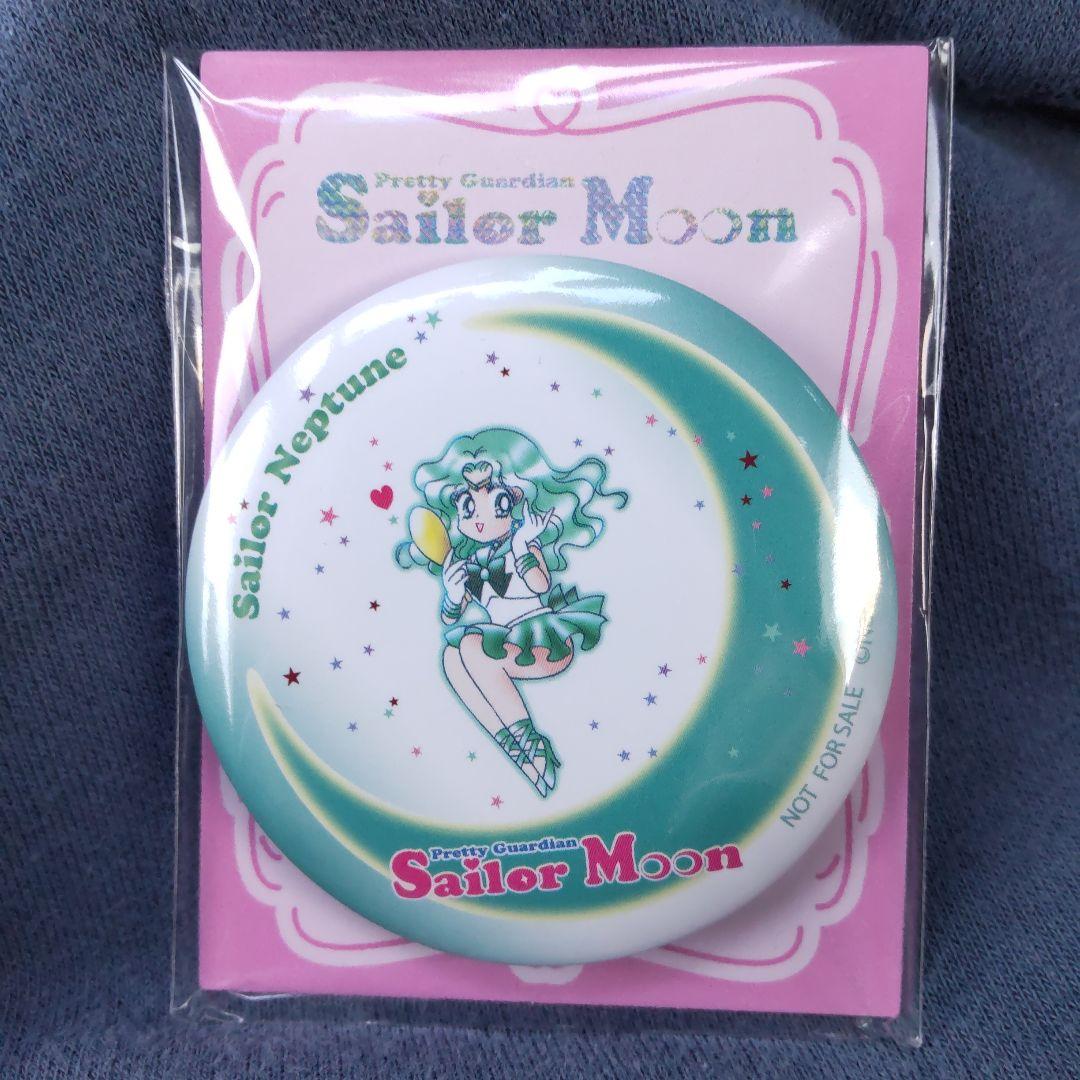 Pretty Guardian
Sailor Moon
Sailor Neptune
NOT FOR SALE ©N
Pretty Guardian
Sailor Moon